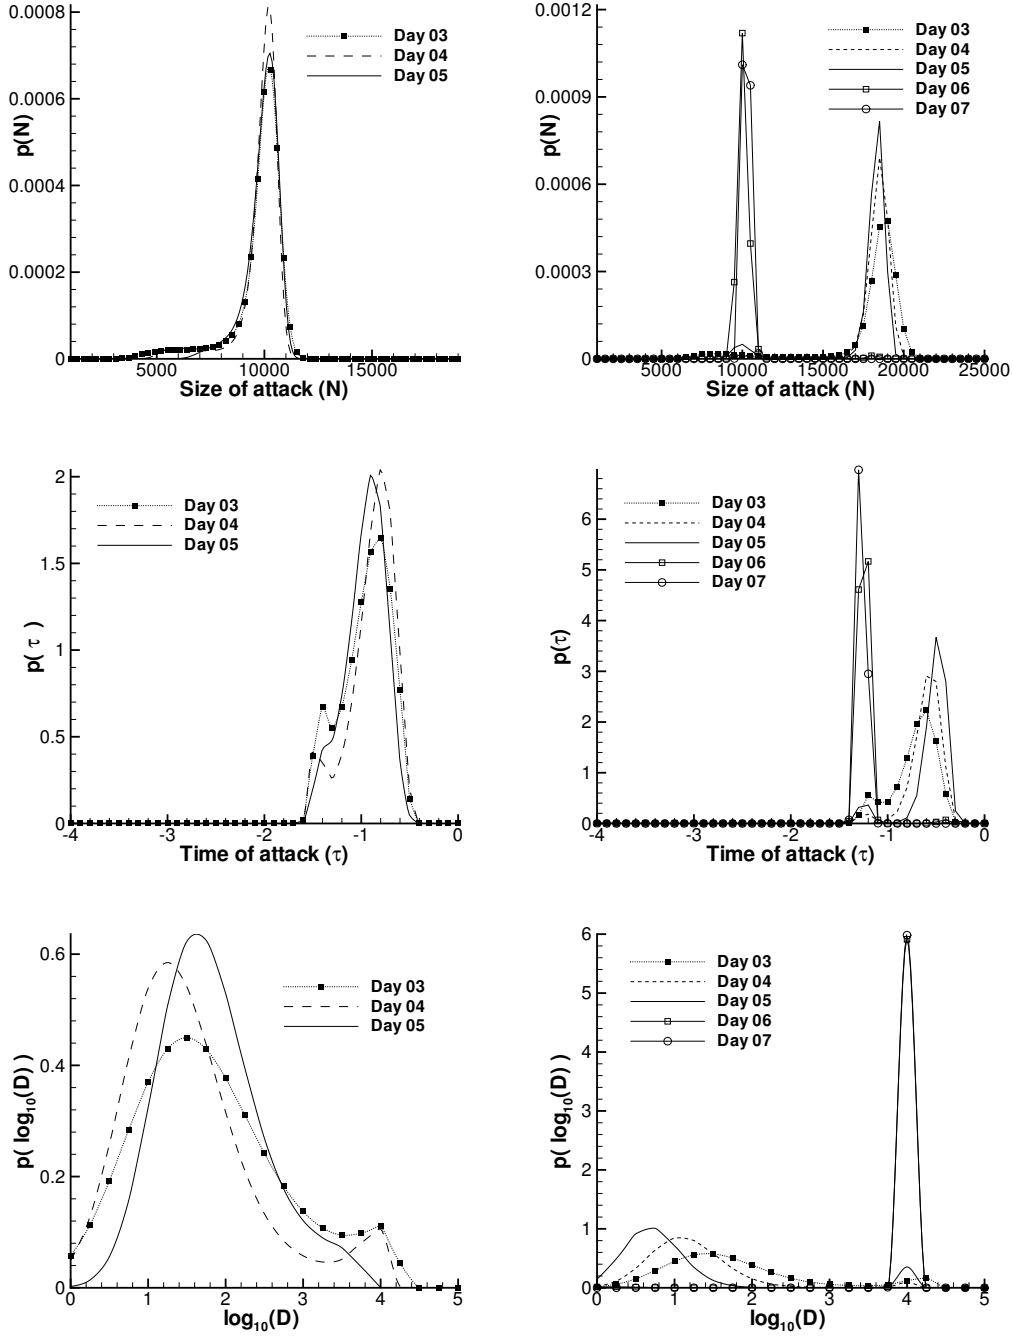 0.0008
0.0006
0.0004
0.0002
0
p(N)
Day 03
Day 04
Day 05
5000
10000
15000
Size of attack (N)
0.0012
0.0009
0.0006
0.0003
0
p(N)
Day 03
Day 04
Day 05
Day 06
Day 07
5000
10000
15000
20000
25000
Size of attack (N)
2
1.5
1
0.5
0
p( τ )
Day 03
Day 04
Day 05
-4
-3
-2
-1
0
Time of attack (τ)
6
5
4
3
2
1
0
p(τ)
Day 03
Day 04
Day 05
Day 06
Day 07
-4
-3
-2
-1
0
Time of attack (τ)
0.6
0.4
0.2
0
p( log₁₀(D) )
Day 03
Day 04
Day 05
0
1
2
3
4
5
log₁₀(D)
6
5
4
3
2
1
0
p( log₁₀(D) )
Day 03
Day 04
Day 05
Day 06
Day 07
0
1
2
3
4
5
log₁₀(D)